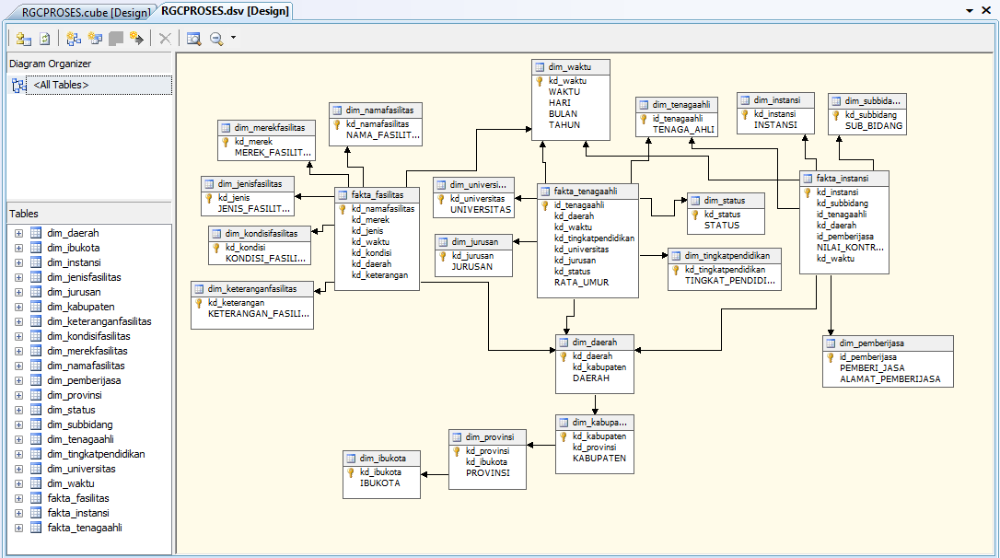 RGCPROSES.cube [Design]
RGCPROSES.dsv [Design]
Diagram Organizer
<All Tables>
Tables
dim_daerah
dim_ibukota
dim_instansi
dim_jenisfasilitas
dim_jurusan
dim_kabupaten
dim_keteranganfasilitas
dim_kondisifasilitas
dim_merekfasilitas
dim_namafasilitas
dim_pemberijasa
dim_provinsi
dim_status
dim_subbidang
dim_tenagaahli
dim_tingkatpendidikan
dim_universitas
dim_waktu
fakta_fasilitas
fakta_instansi
fakta_tenagaahli
dim_waktu
kd_waktu
WAKTU
HARI
BULAN
TAHUN
dim_tenagaahli
id_tenagaahli
TENAGA_AHLI
dim_instansi
kd_instansi
INSTANSI
dim_subbida...
kd_subbidang
SUB_BIDANG
dim_namafasilitas
kd_namafasilitas
NAMA_FASILIT...
dim_merekfasilitas
kd_merek
MEREK_FASILIT...
dim_jenisfasilitas
kd_jenis
JENIS_FASILIT...
dim_kondisifasilitas
kd_kondisi
KONDISI_FASILI...
dim_keteranganfasilitas
kd_keterangan
KETERANGAN_FASILI...
fakta_fasilitas
kd_namafasilitas
kd_merek
kd_jenis
kd_waktu
kd_kondisi
kd_daerah
kd_keterangan
dim_universi...
kd_universitas
UNIVERSITAS
dim_jurusan
kd_jurusan
JURUSAN
fakta_tenagaahli
id_tenagaahli
kd_daerah
kd_waktu
kd_tingkatpendidikan
kd_universitas
kd_jurusan
kd_status
RATA_UMUR
dim_status
kd_status
STATUS
dim_tingkatpendidikan
kd_tingkatpendidikan
TINGKAT_PENDIDI...
fakta_instansi
kd_instansi
kd_subbidang
id_tenagaahli
kd_daerah
id_pemberijasa
NILAI_KONTR...
kd_waktu
dim_daerah
kd_daerah
kd_kabupaten
DAERAH
dim_pemberijasa
id_pemberijasa
PEMBERI_JASA
ALAMAT_PEMBERIJASA
dim_kabupa...
kd_kabupaten
kd_provinsi
KABUPATEN
dim_provinsi
kd_provinsi
kd_ibukota
PROVINSI
dim_ibukota
kd_ibukota
IBUKOTA